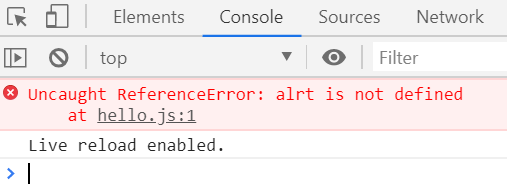 Elements Console Sources Network
top Filter
Uncaught ReferenceError: alrt is not defined
at hello.js:1
Live reload enabled.